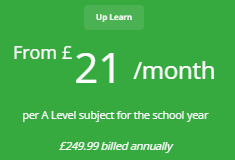 Up Learn
From £21 /month
per A Level subject for the school year
£249.99 billed annually